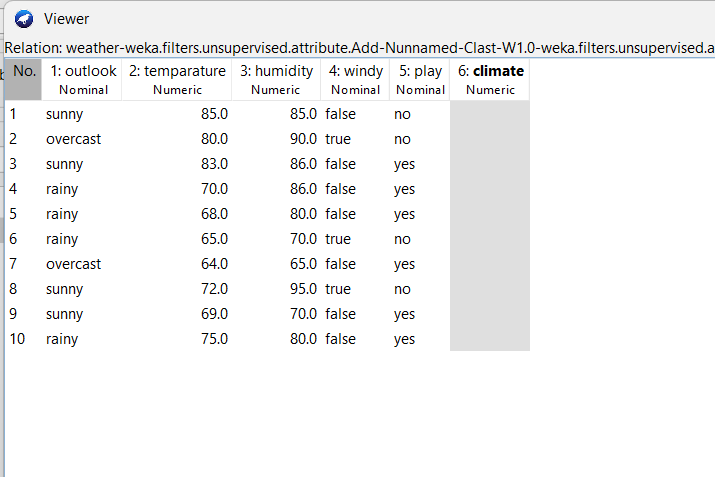 Viewer
Relation: weather-weka.filters.unsupervised.attribute.Add-Nunnamed-Clast-W1.0-weka.filters.unsupervised.a
No. 1: outlook 2: temparature 3: humidity 4: windy 5: play 6: climate
Nominal Numeric Numeric Nominal Nominal Numeric
1 sunny 85.0 85.0 false no
2 overcast 80.0 90.0 true no
3 sunny 83.0 86.0 false yes
4 rainy 70.0 86.0 false yes
5 rainy 68.0 80.0 false yes
6 rainy 65.0 70.0 true no
7 overcast 64.0 65.0 false yes
8 sunny 72.0 95.0 true no
9 sunny 69.0 70.0 false yes
10 rainy 75.0 80.0 false yes